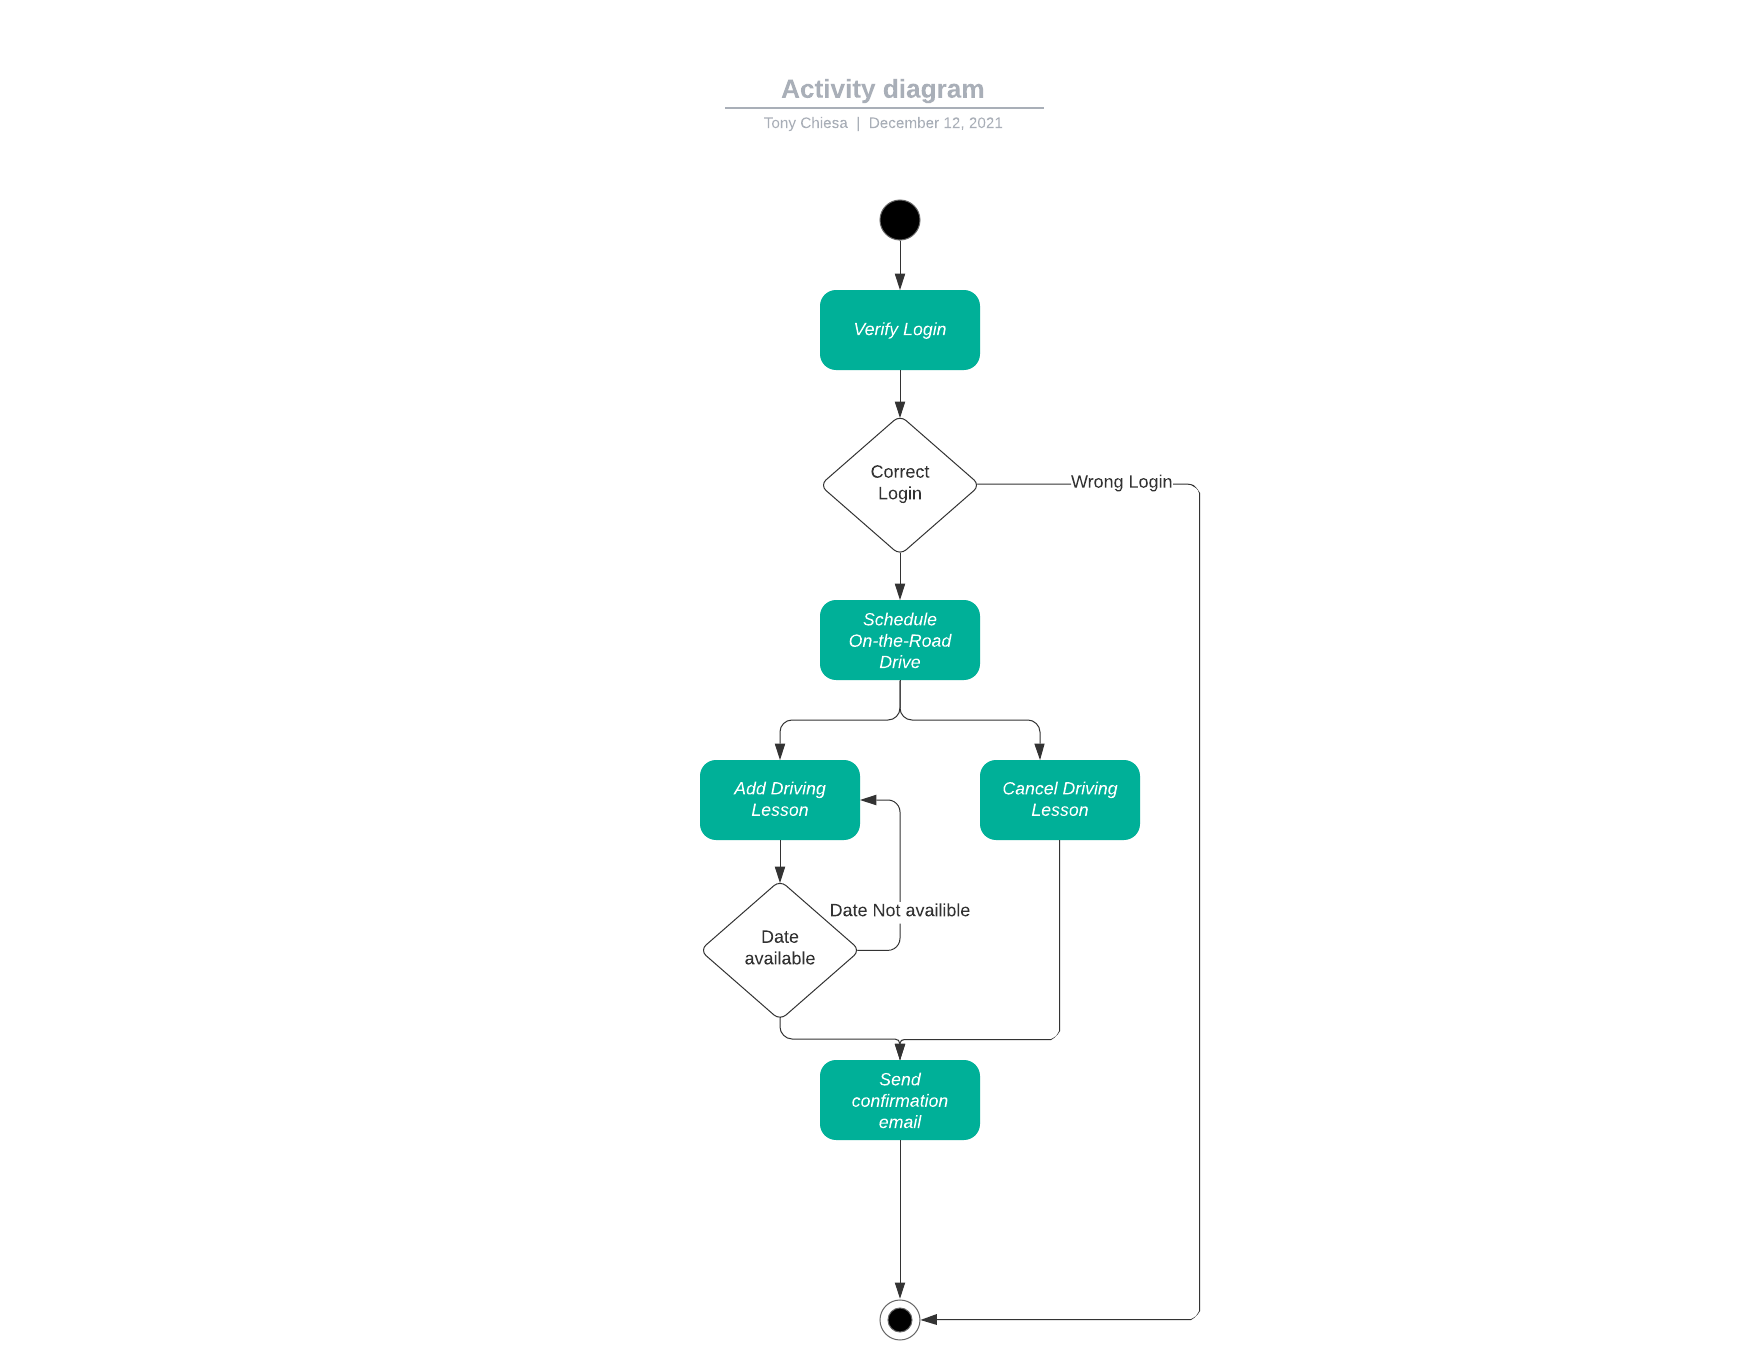 Activity diagram
Tony Chiesa | December 12, 2021
Verify Login
Correct
Login
Wrong Login
Schedule
On-the-Road
Drive
Add Driving
Lesson
Cancel Driving
Lesson
Date Not availible
Date
available
Send
confirmation
email